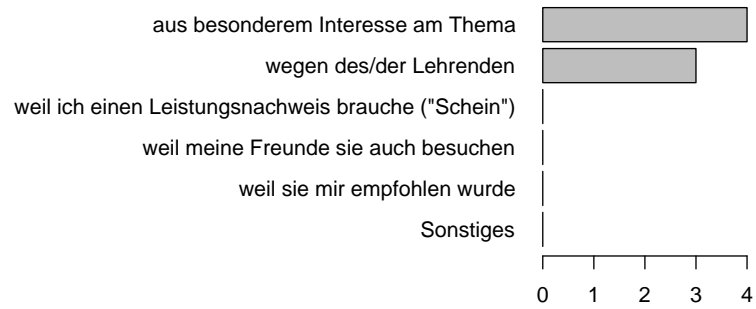 aus besonderem Interesse am Thema
wegen des/der Lehrenden
weil ich einen Leistungsnachweis brauche ("Schein")
weil meine Freunde sie auch besuchen
weil sie mir empfohlen wurde
Sonstiges
0 1 2 3 4